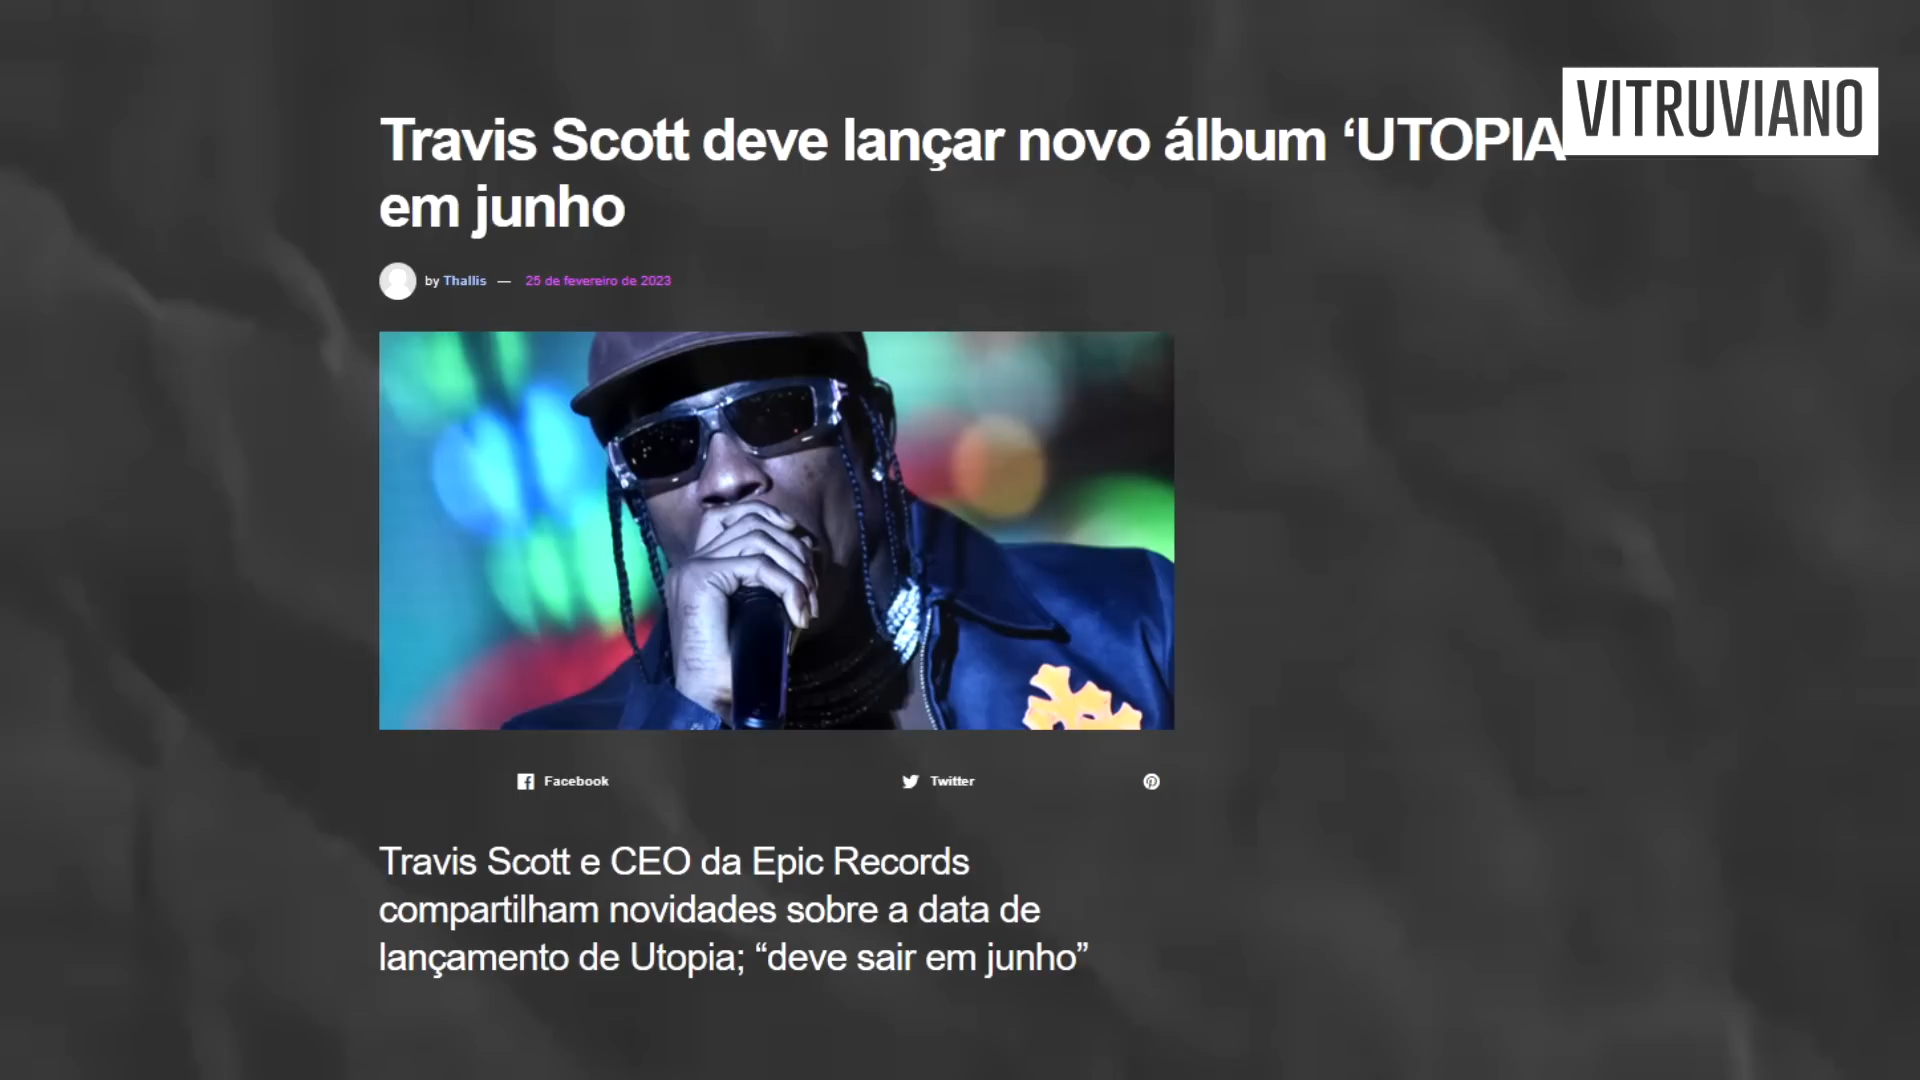 VITRUVIANO
Travis Scott deve lançar novo álbum ‘UTOPIA
em junho
by Thallis — 25 de fevereiro de 2023
Facebook
Twitter
Travis Scott e CEO da Epic Records
compartilham novidades sobre a data de
lançamento de Utopia; “deve sair em junho”